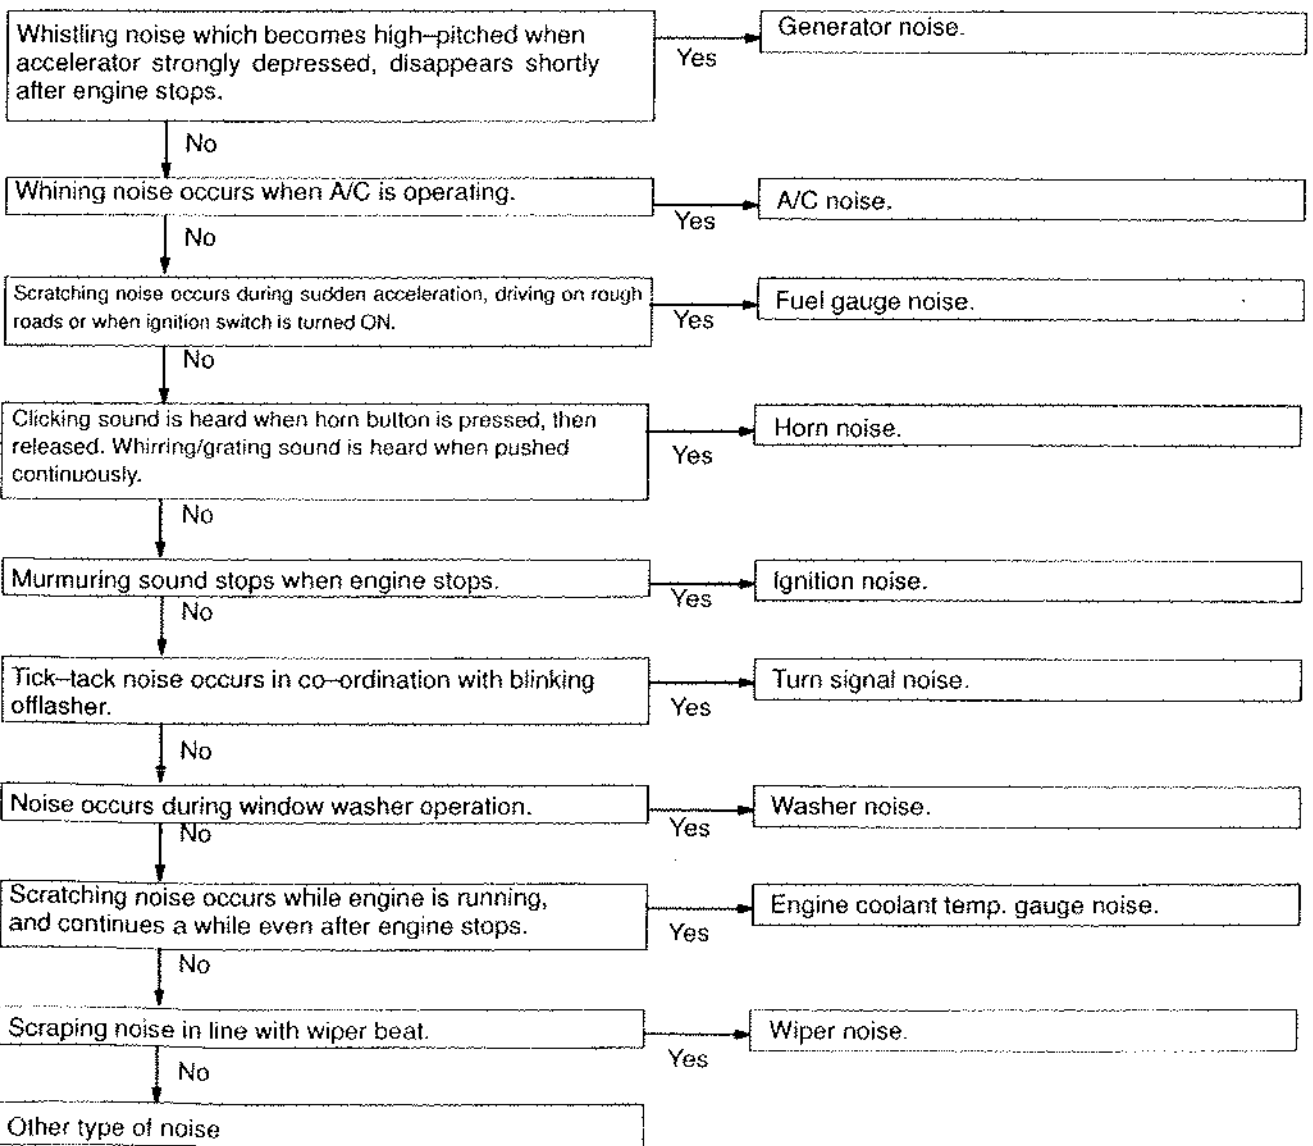 Whistling noise which becomes high–pitched when
accelerator strongly depressed, disappears shortly
after engine stops.
Yes
Generator noise.
No
Whining noise occurs when A/C is operating.
Yes
A/C noise.
No
Scratching noise occurs during sudden acceleration, driving on rough
roads or when ignition switch is turned ON.
Yes
Fuel gauge noise.
No
Clicking sound is heard when horn button is pressed, then
released. Whirring/grating sound is heard when pushed
continuously.
Yes
Horn noise.
No
Murmuring sound stops when engine stops.
Yes
Ignition noise.
No
Tick–tack noise occurs in co–ordination with blinking
offlasher.
Yes
Turn signal noise.
No
Noise occurs during window washer operation.
Yes
Washer noise.
No
Scratching noise occurs while engine is running,
and continues a while even after engine stops.
Yes
Engine coolant temp. gauge noise.
No
Scraping noise in line with wiper beat.
Yes
Wiper noise.
No
Other type of noise